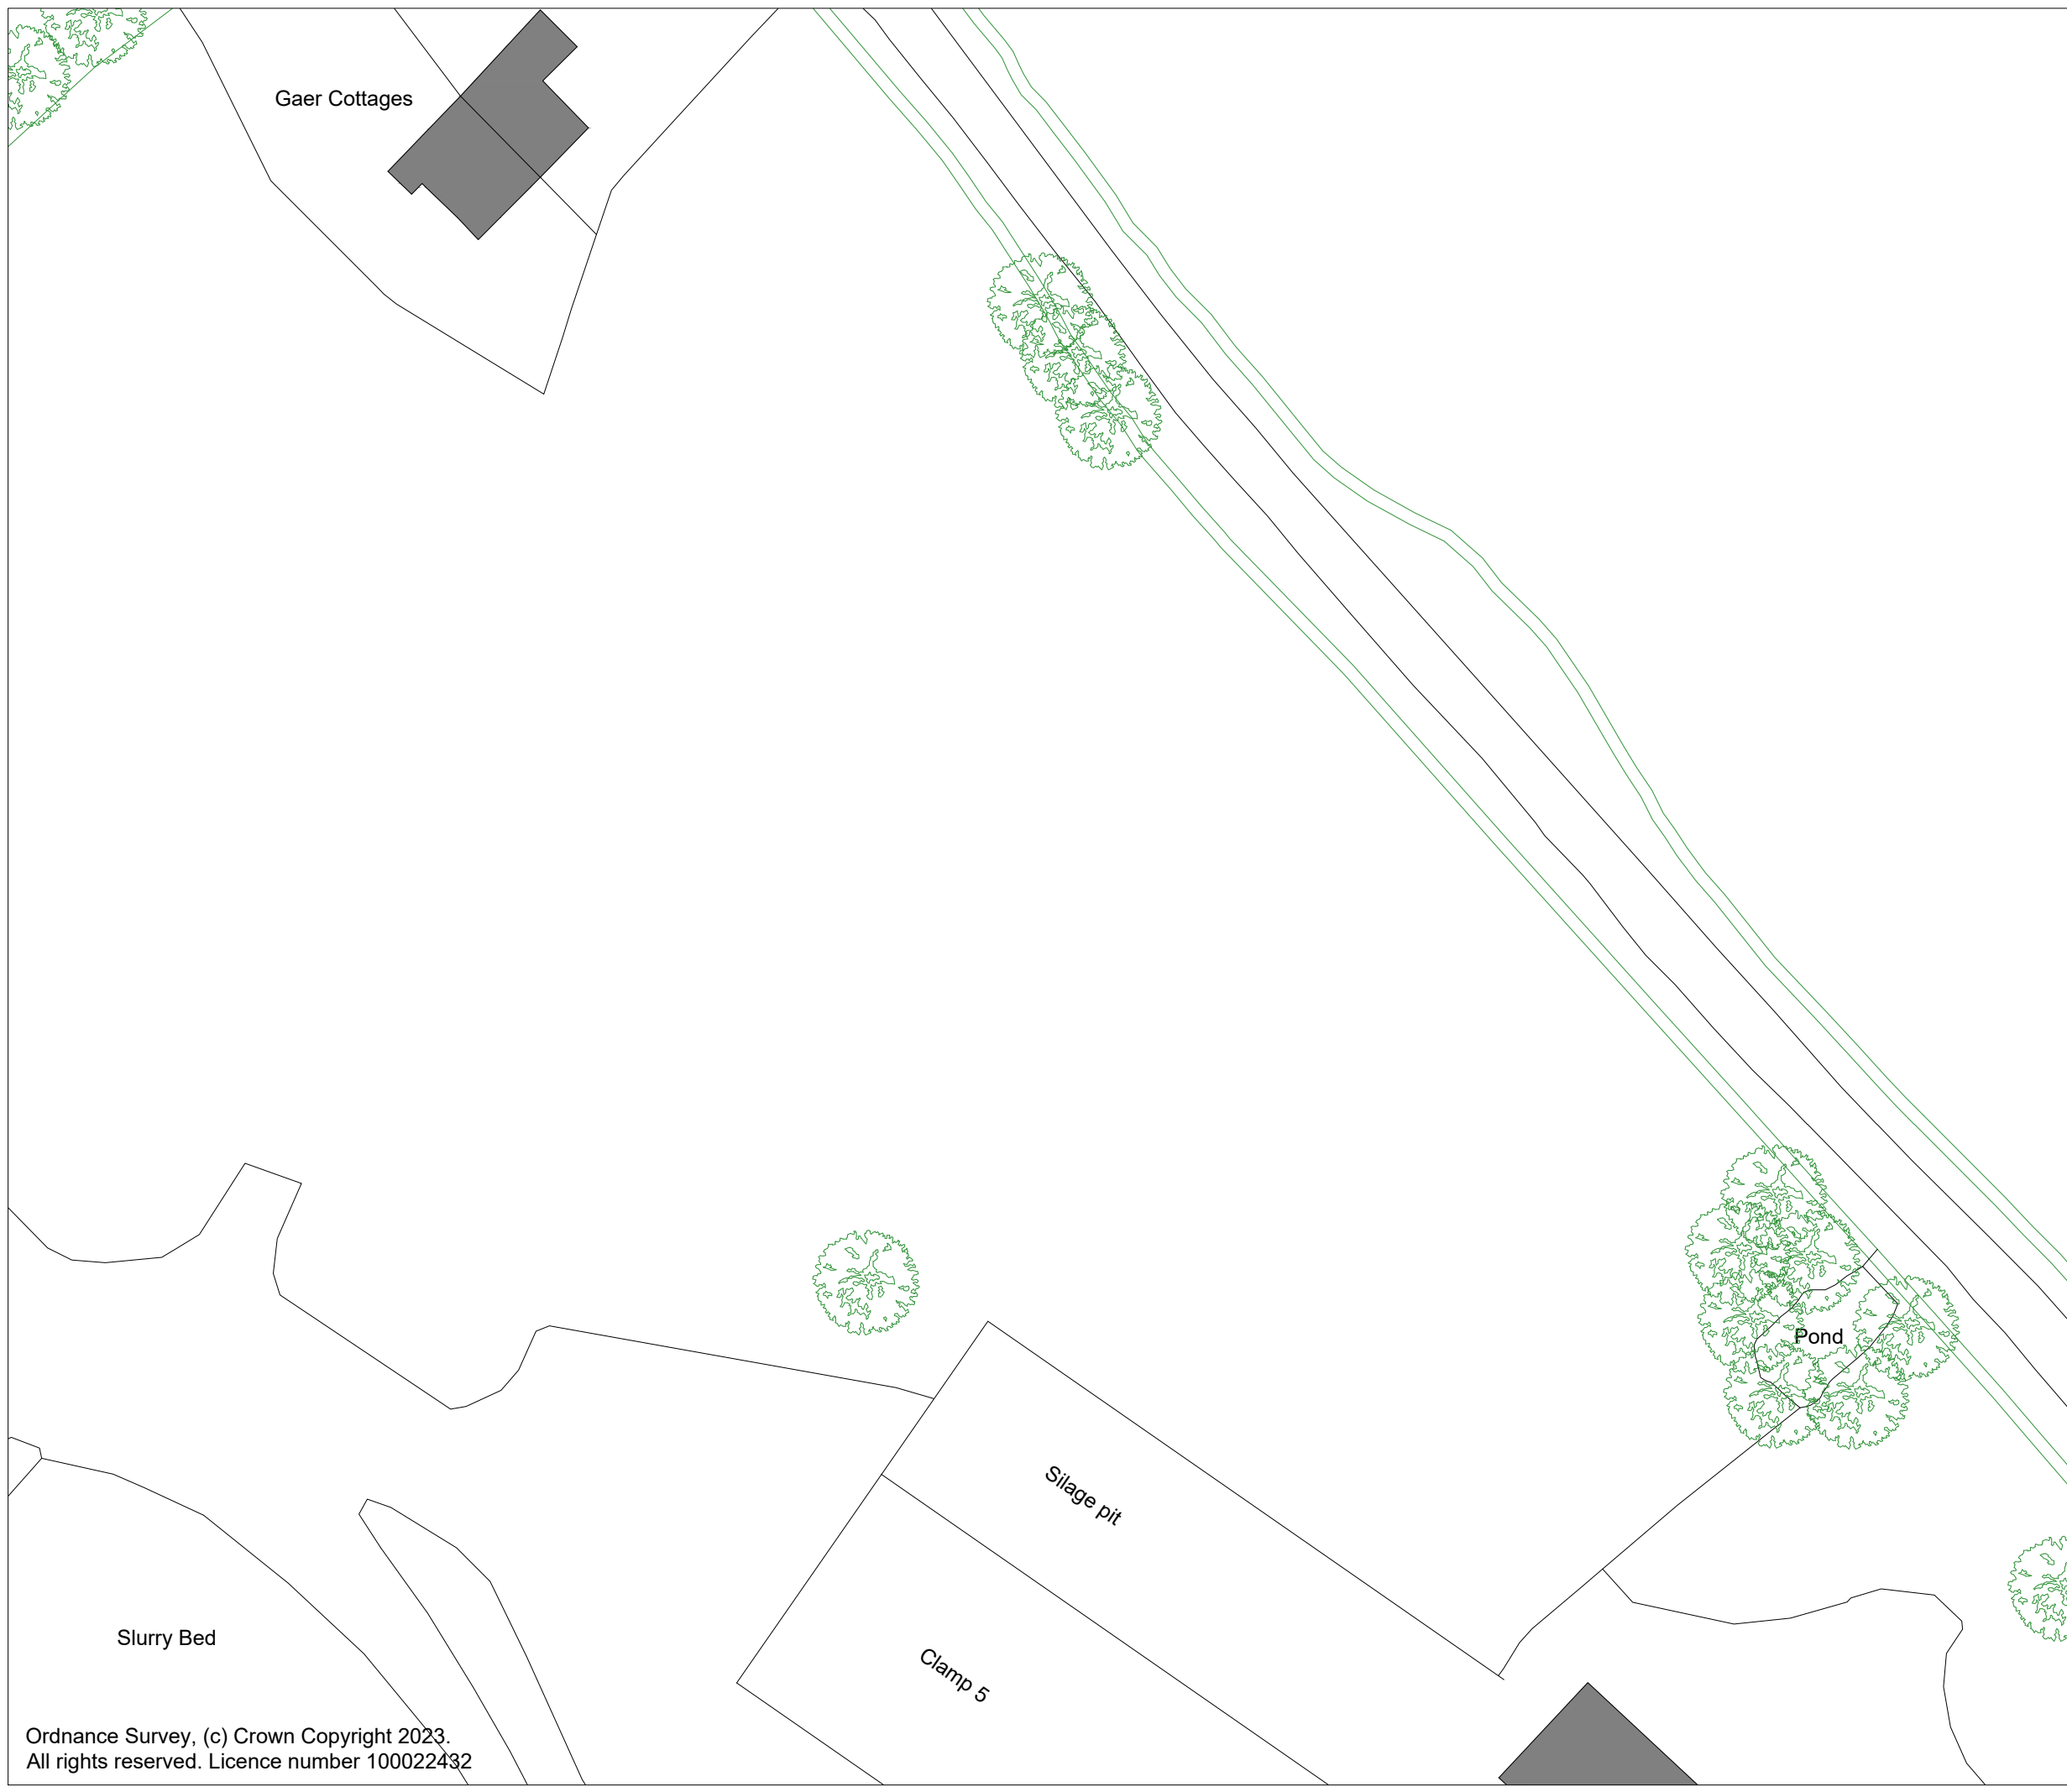 Gaer Cottages
Pond
Silage pit
Slurry Bed
Clamp 5
Ordnance Survey, (c) Crown Copyright 2023.
All rights reserved. Licence number 100022432